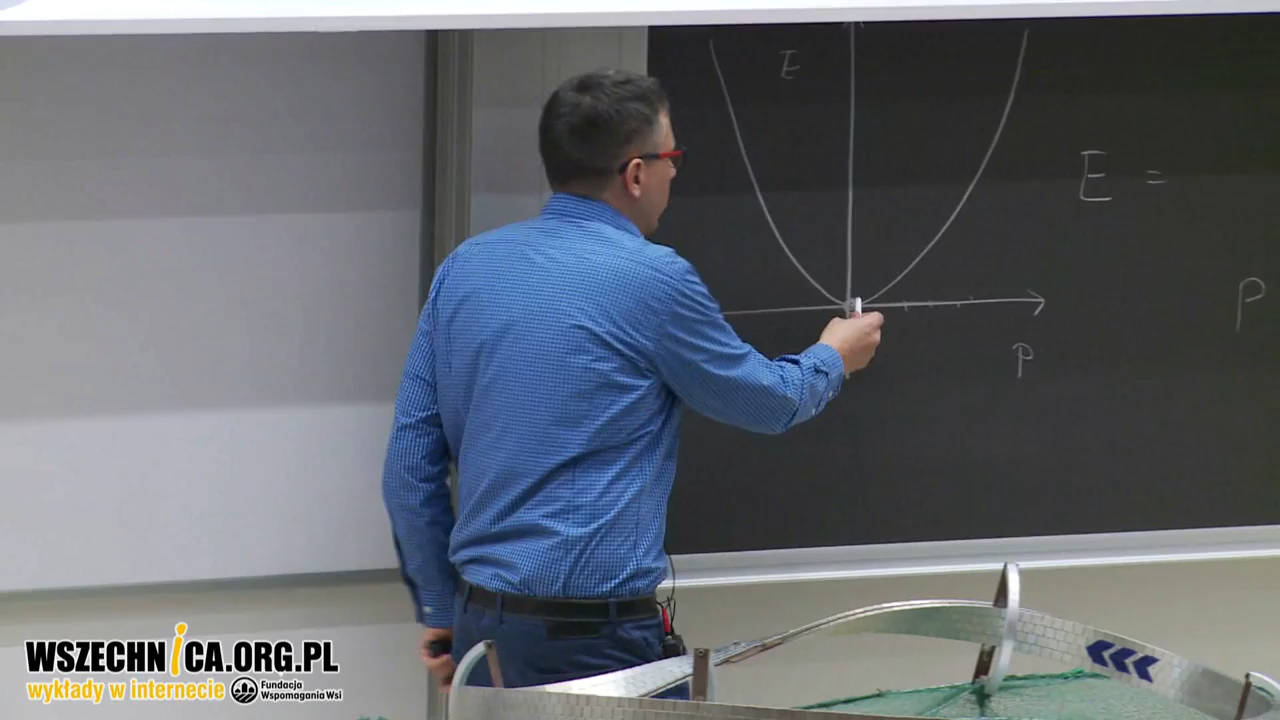 E
E =
P
P
WSZECHNICA.ORG.PL
wykłady w internecie
Fundacja
Wspomagania Wsi